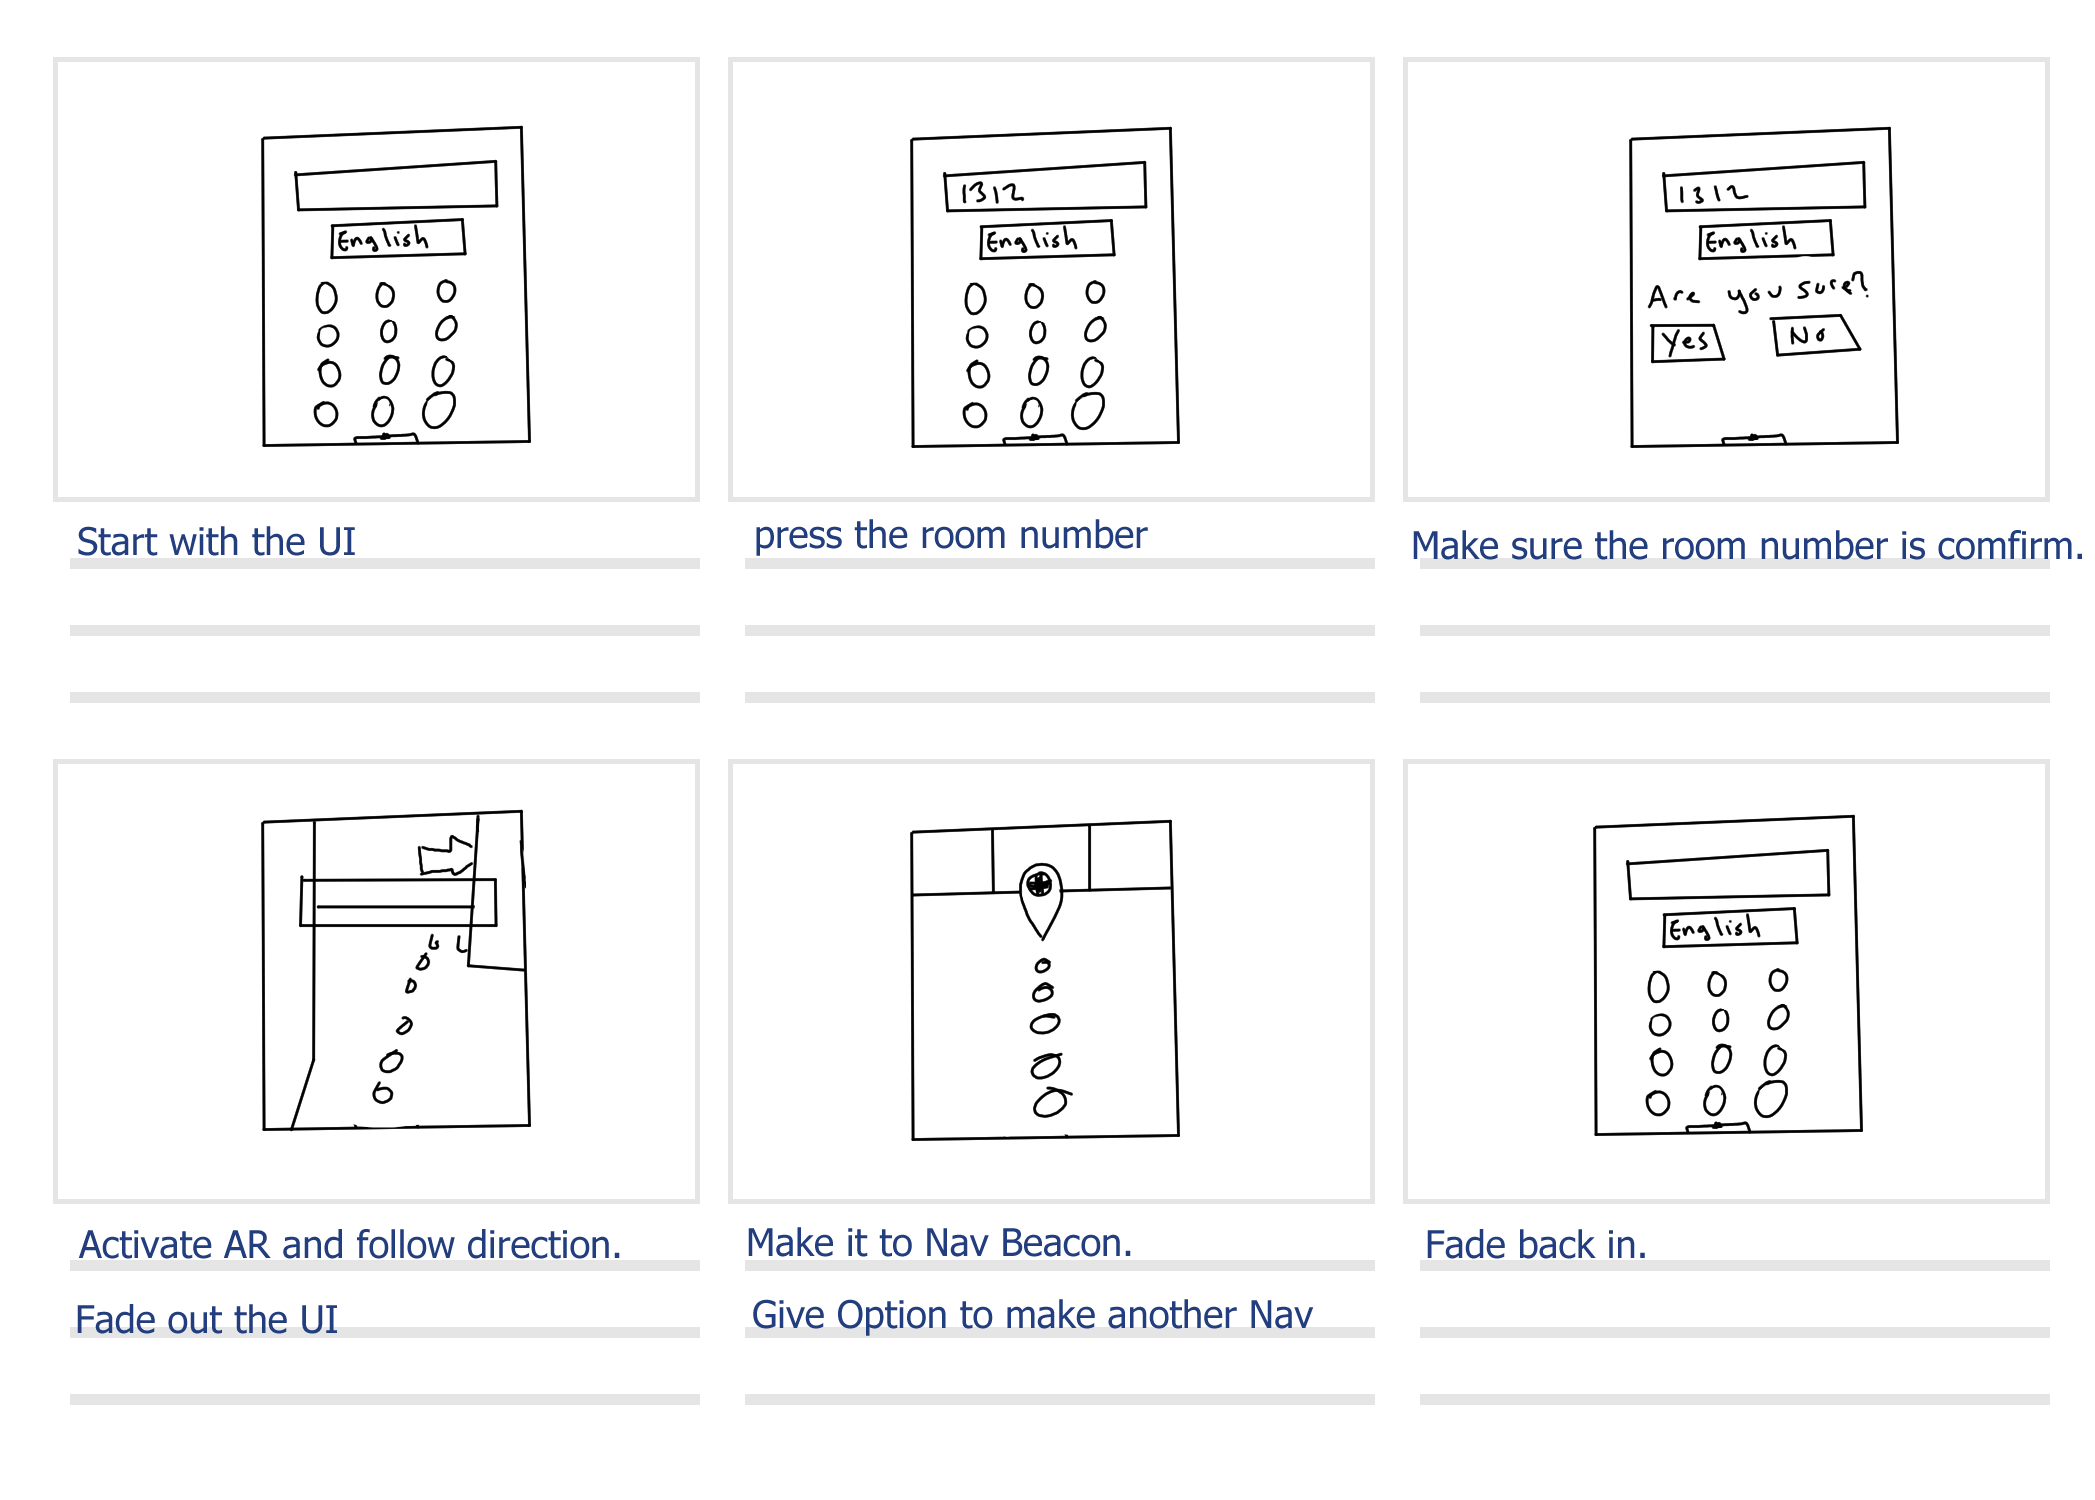 English
1312
English
1312
English
Are you sure?
Yes No
Start with the UI
press the room number
Make sure the room number is comfirm.
English
Activate AR and follow direction.
Fade out the UI
Make it to Nav Beacon.
Give Option to make another Nav
Fade back in.